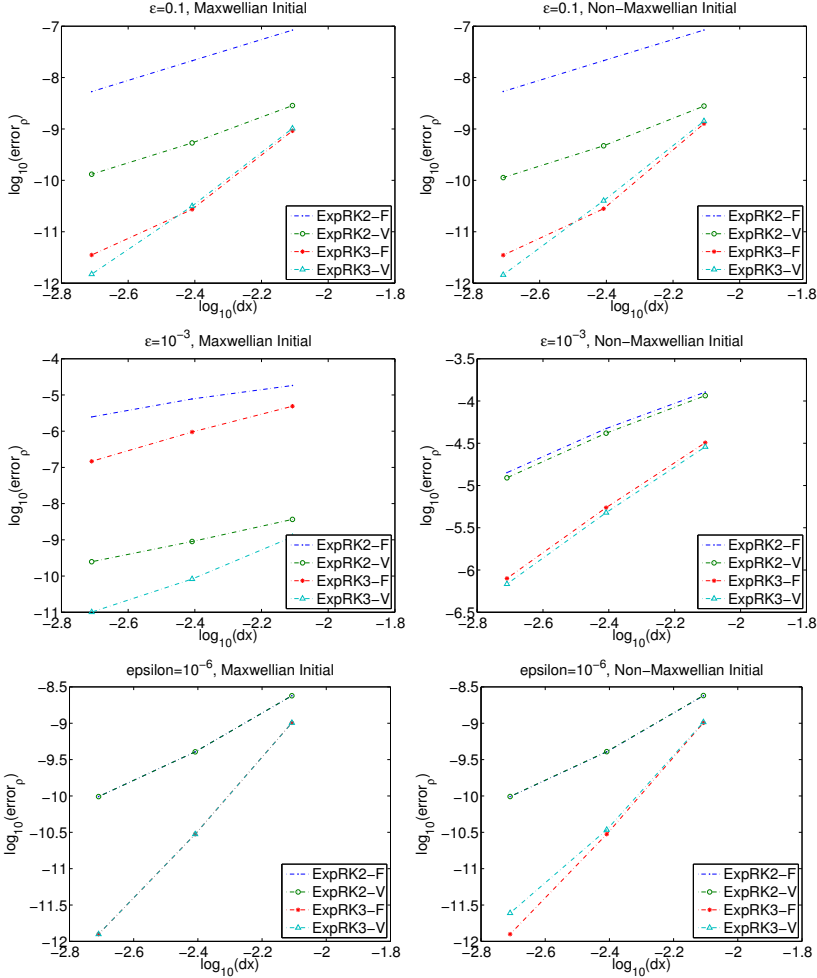 ε=0.1, Maxwellian Initial
−7
−8
−9
−10
−11
−12
log10(errorρ)
−2.8 −2.6 −2.4 −2.2 −2 −1.8
log10(dx)
ExpRK2−F
ExpRK2−V
ExpRK3−F
ExpRK3−V
ε=0.1, Non−Maxwellian Initial
−7
−8
−9
−10
−11
−12
log10(errorρ)
−2.8 −2.6 −2.4 −2.2 −2 −1.8
log10(dx)
ExpRK2−F
ExpRK2−V
ExpRK3−F
ExpRK3−V
ε=10−3, Maxwellian Initial
−4
−5
−6
−7
−8
−9
−10
−11
log10(errorρ)
−2.8 −2.6 −2.4 −2.2 −2 −1.8
log10(dx)
ExpRK2−F
ExpRK2−V
ExpRK3−F
ExpRK3−V
ε=10−3, Non−Maxwellian Initial
−3.5
−4
−4.5
−5
−5.5
−6
−6.5
log10(errorρ)
−2.8 −2.6 −2.4 −2.2 −2 −1.8
log10(dx)
ExpRK2−F
ExpRK2−V
ExpRK3−F
ExpRK3−V
epsilon=10−6, Maxwellian Initial
−8.5
−9
−9.5
−10
−10.5
−11
−11.5
−12
log10(errorρ)
−2.8 −2.6 −2.4 −2.2 −2 −1.8
log10(dx)
ExpRK2−F
ExpRK2−V
ExpRK3−F
ExpRK3−V
epsilon=10−6, Non−Maxwellian Initial
−8.5
−9
−9.5
−10
−10.5
−11
−11.5
−12
log10(errorρ)
−2.8 −2.6 −2.4 −2.2 −2 −1.8
log10(dx)
ExpRK2−F
ExpRK2−V
ExpRK3−F
ExpRK3−V